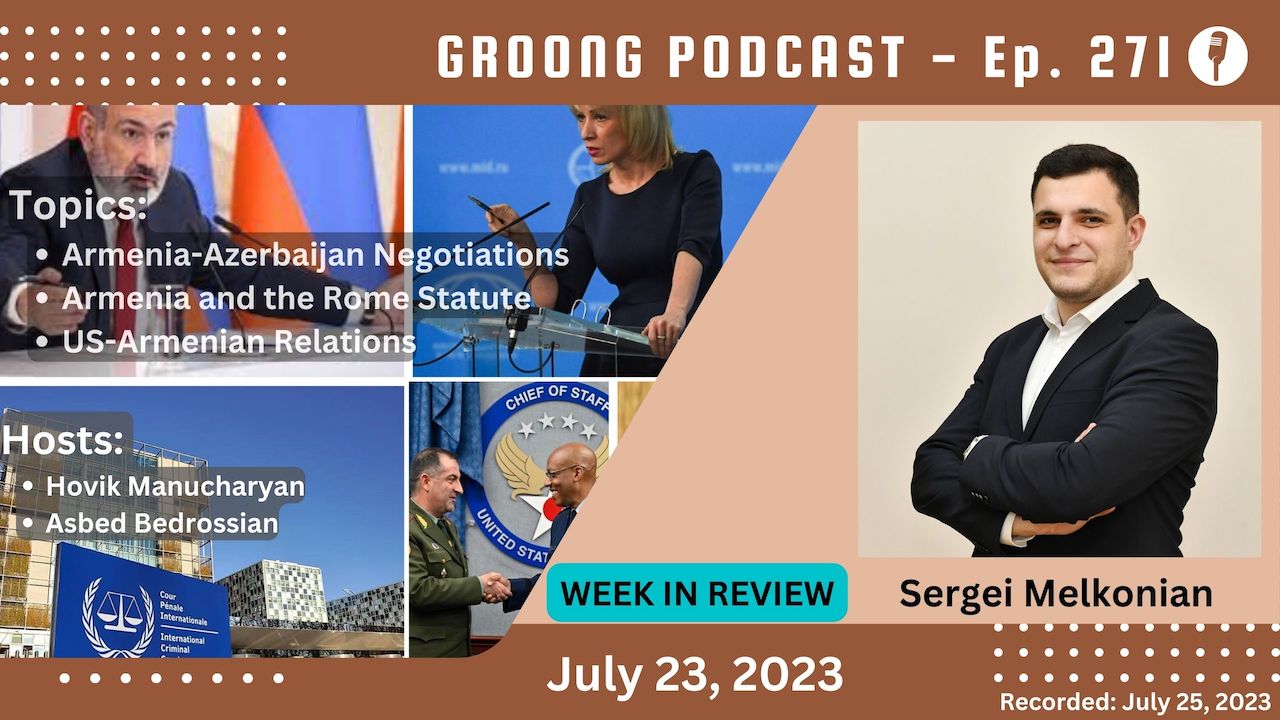 GROONG PODCAST - Ep. 271
www.mid.ru
Topics:
• Armenia-Azerbaijan Negotiations
• Armenia and the Rome Statute
• US-Armenian Relations
CHIEF OF STAFF
UNITED STA
Hosts:
• Hovik Manucharyan
• Asbed Bedrossian
Cour
Pénale
Internationale
International
Criminal
WEEK IN REVIEW
Sergei Melkonian
July 23, 2023
Recorded: July 25, 2023